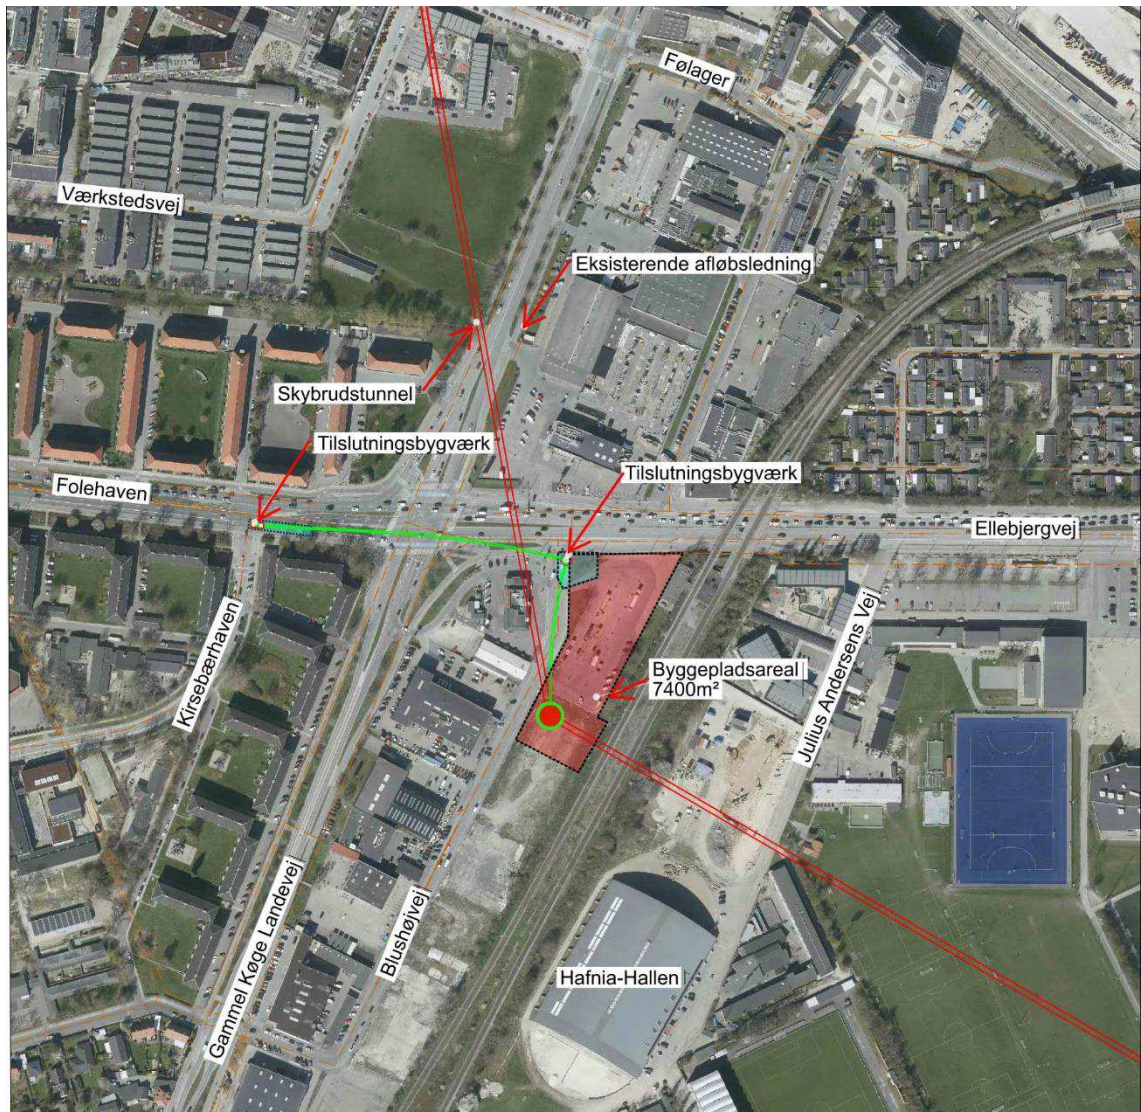 Følager
Værkstedsvej
Eksisterende afløbsledning
Skybrudstunnel
Tilslutningsbygværk
Tilslutningsbygværk
Folehaven
Ellebjergvej
Kirsebærhaven
Byggepladsareal
7400m²
Julius Andersens Vej
Gammel Køge Landevej
Blushøjvej
Hafnia-Hallen